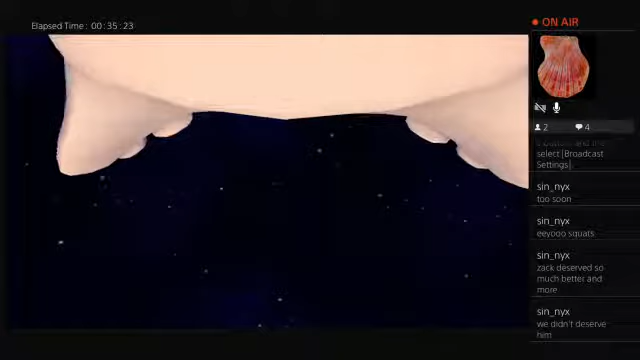 Elapsed Time : 00:35:23
ON AIR
2
4
select [Broadcast
Settings].
sin_nyx
too soon
sin_nyx
eeyooo squats
sin_nyx
zack deserved so
much better and
more
sin_nyx
we didn't deserve
him